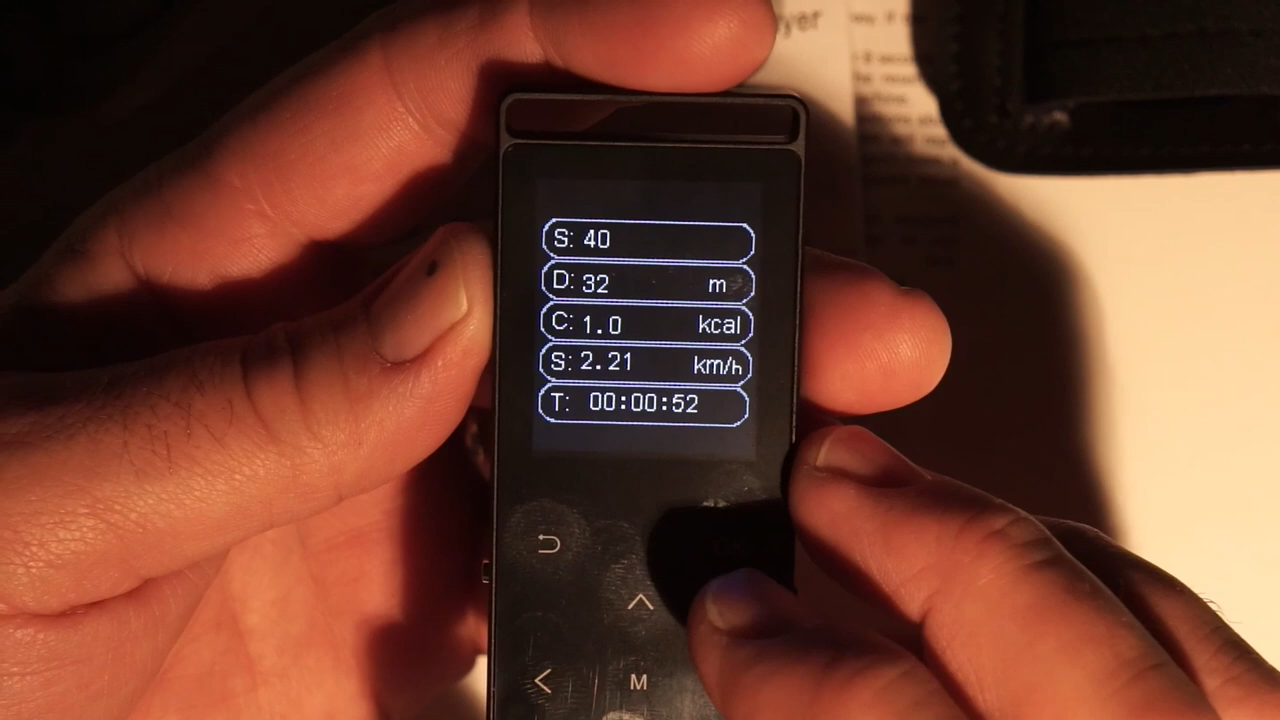 S: 40
D: 32 m
C: 1.0 kcal
S: 2.21 km/h
T: 00:00:52
M